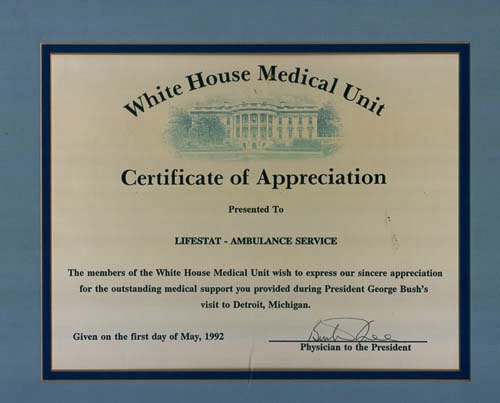 White House Medical Unit
Certificate of Appreciation
Presented To
LIFESTAT - AMBULANCE SERVICE
The members of the White House Medical Unit wish to express our sincere appreciation
for the outstanding medical support you provided during President George Bush's
visit to Detroit, Michigan.
Given on the first day of May, 1992
Physician to the President